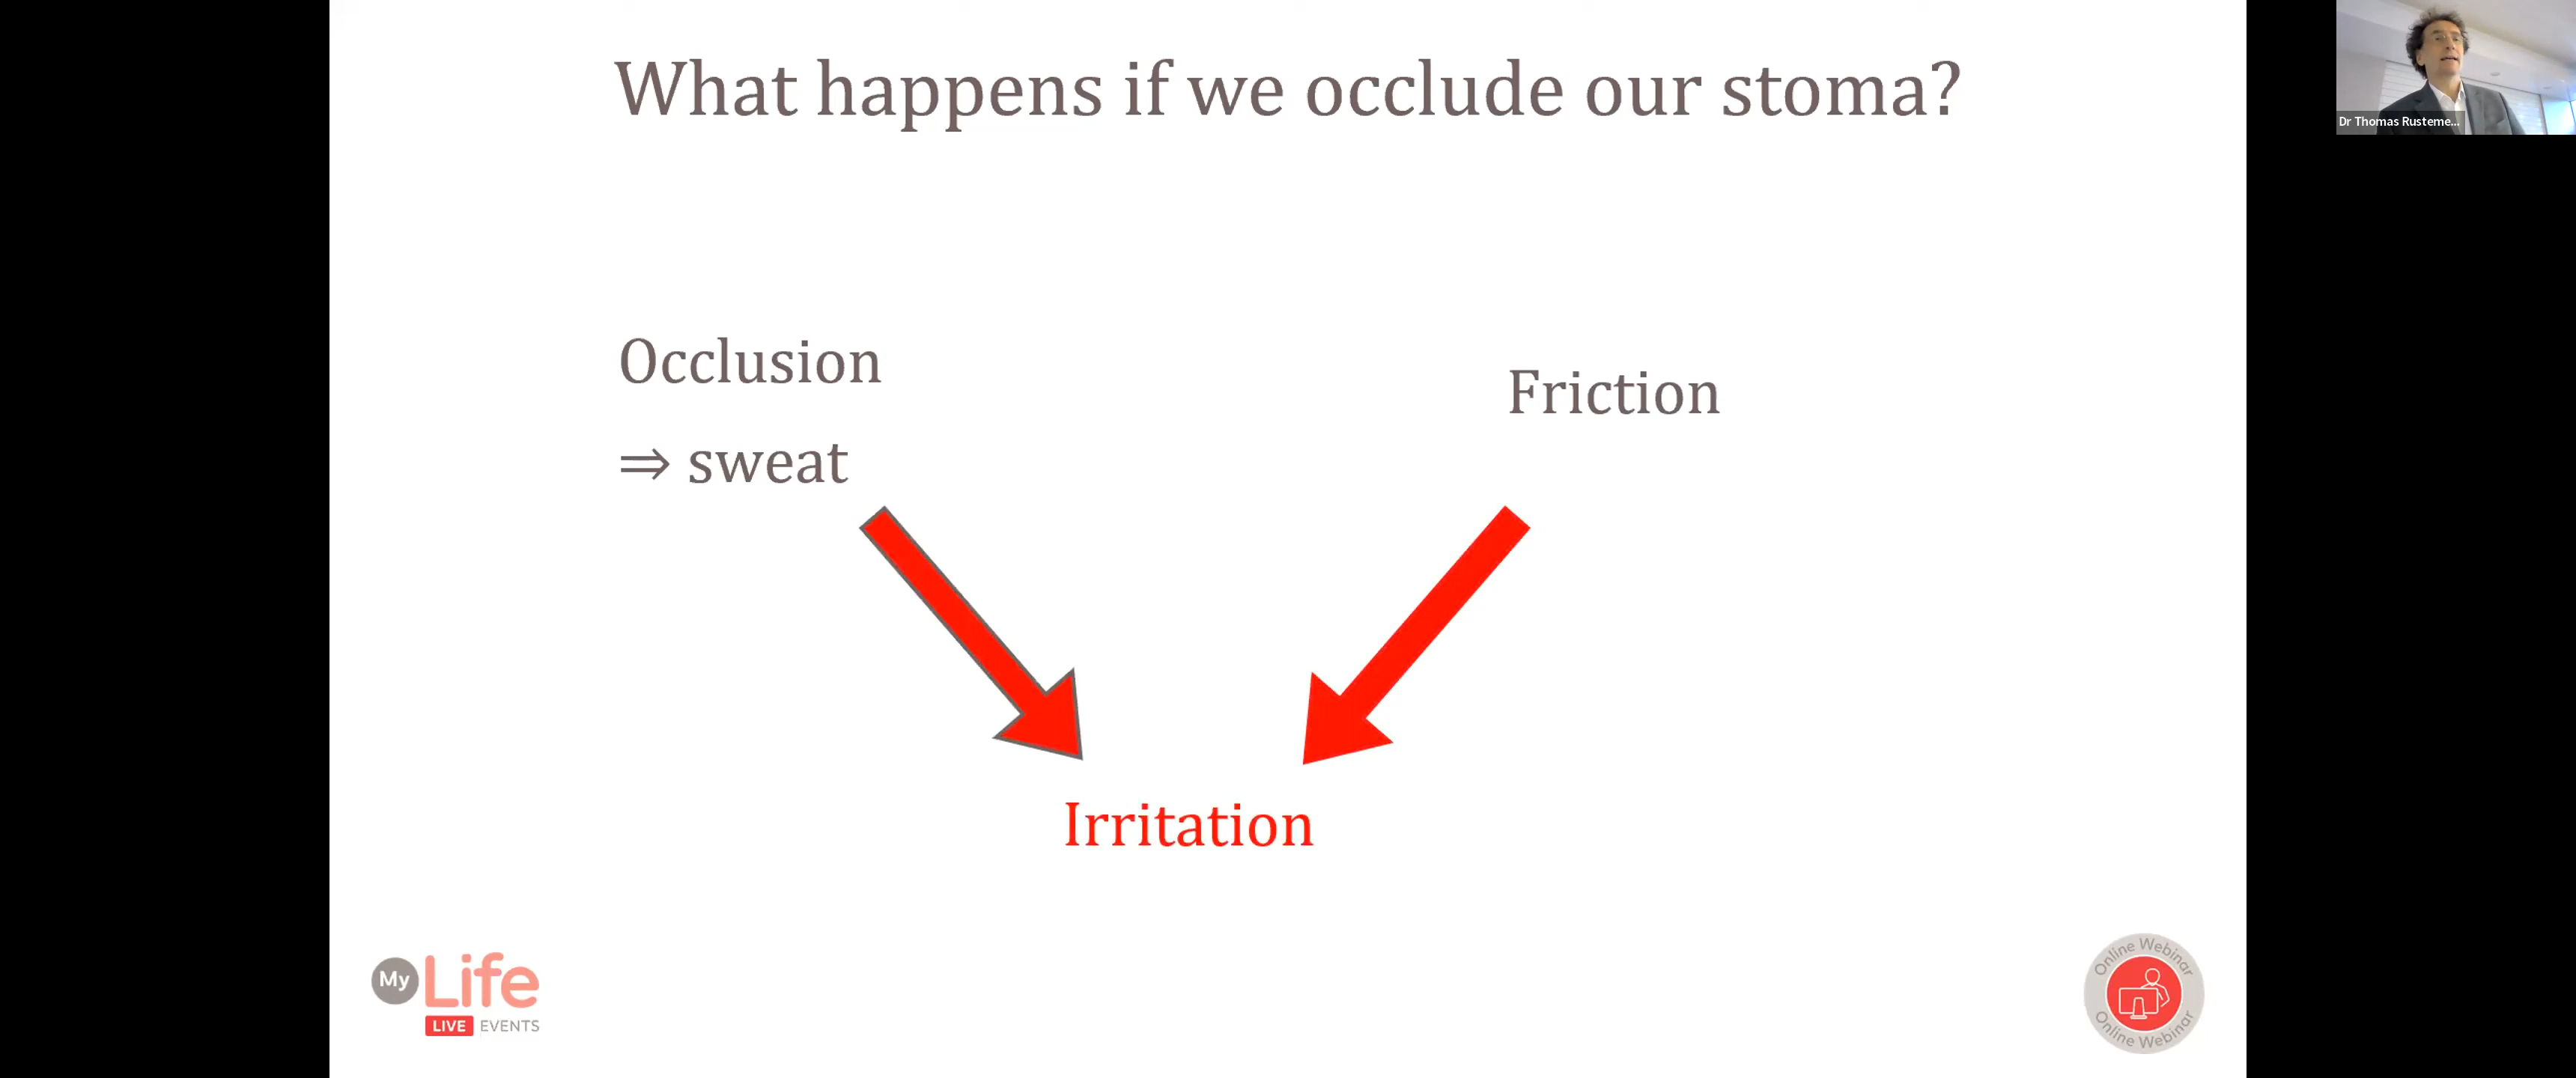 What happens if we occlude our stoma?
Dr Thomas Rusteme...
Occlusion
⇒ sweat
Friction
Irritation
My Life
LIVE EVENTS
Online Webinar
Online Webinar